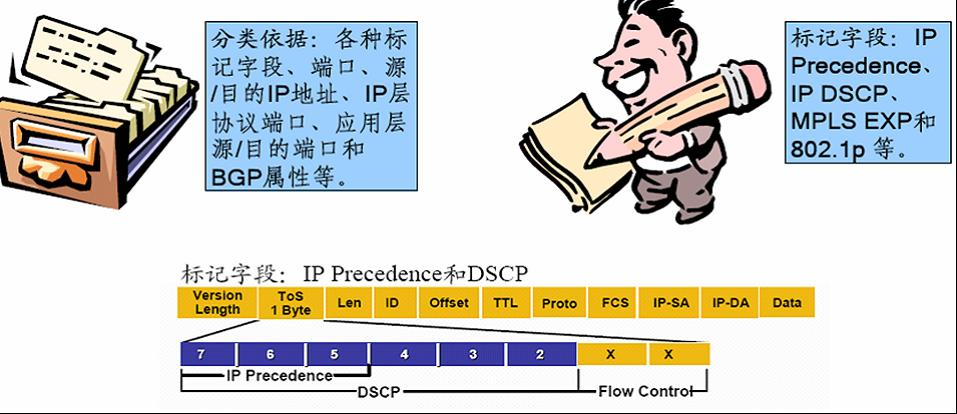 分类依据：各种标
记字段、端口、源
/目的IP地址、IP层
协议端口、应用层
源/目的端口和
BGP属性等。
标记字段：IP
Precedence、
IP DSCP、
MPLS EXP和
802.1p 等。
标记字段：IP Precedence和DSCP
Version Length ToS 1 Byte Len ID Offset TTL Proto FCS IP-SA IP-DA Data
7 6 5 4 3 2 X X
IP Precedence
DSCP Flow Control